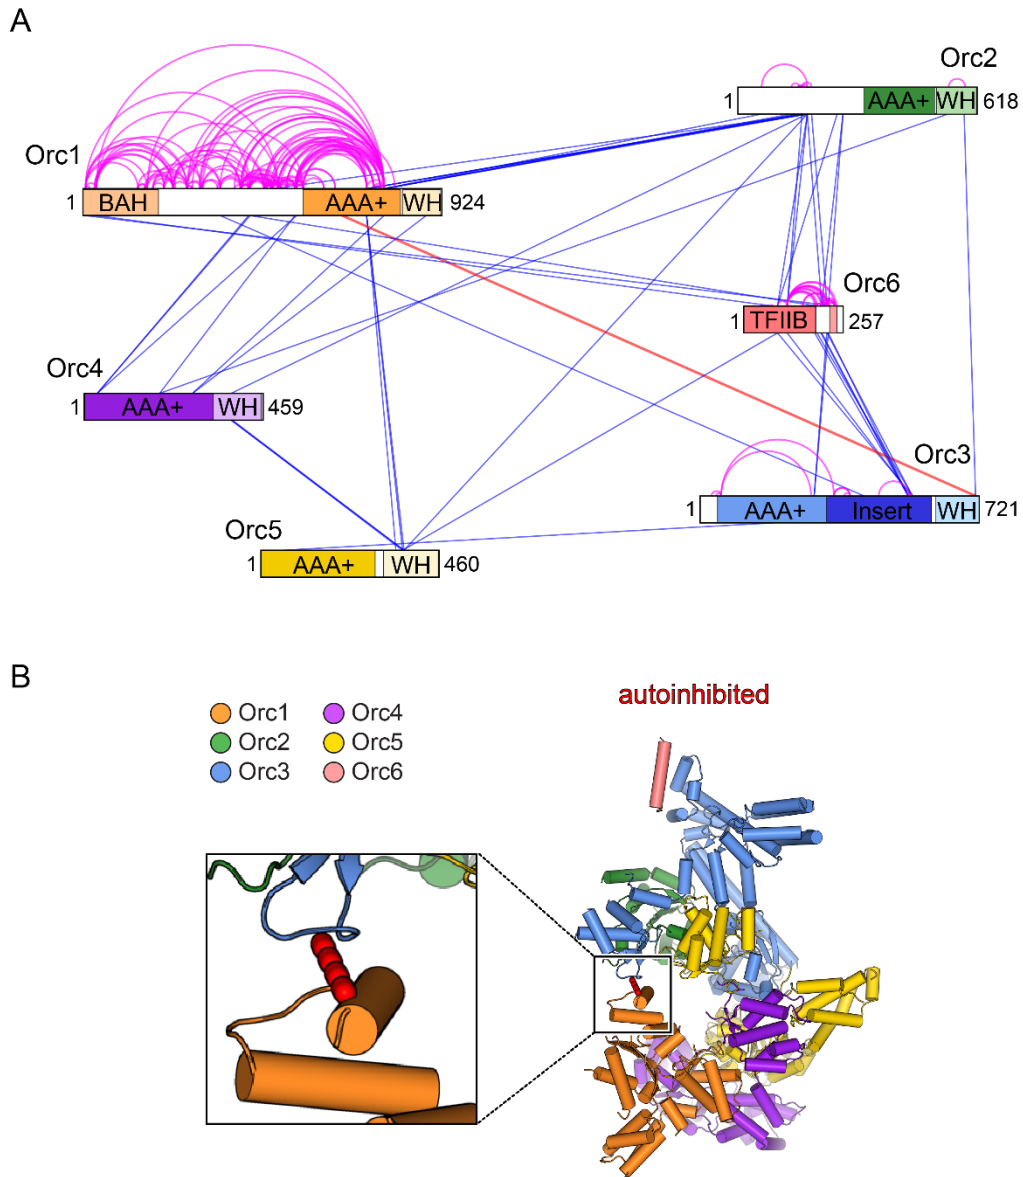 A
Orc2
1 AAA+ WH 618
Orc1
1 BAH AAA+ WH 924
Orc6
1 TFIIB 257
Orc4
1 AAA+ WH 459
Orc3
1 AAA+ Insert WH 721
Orc5
1 AAA+ WH 460
B
autoinhibited
Orc1 Orc4
Orc2 Orc5
Orc3 Orc6